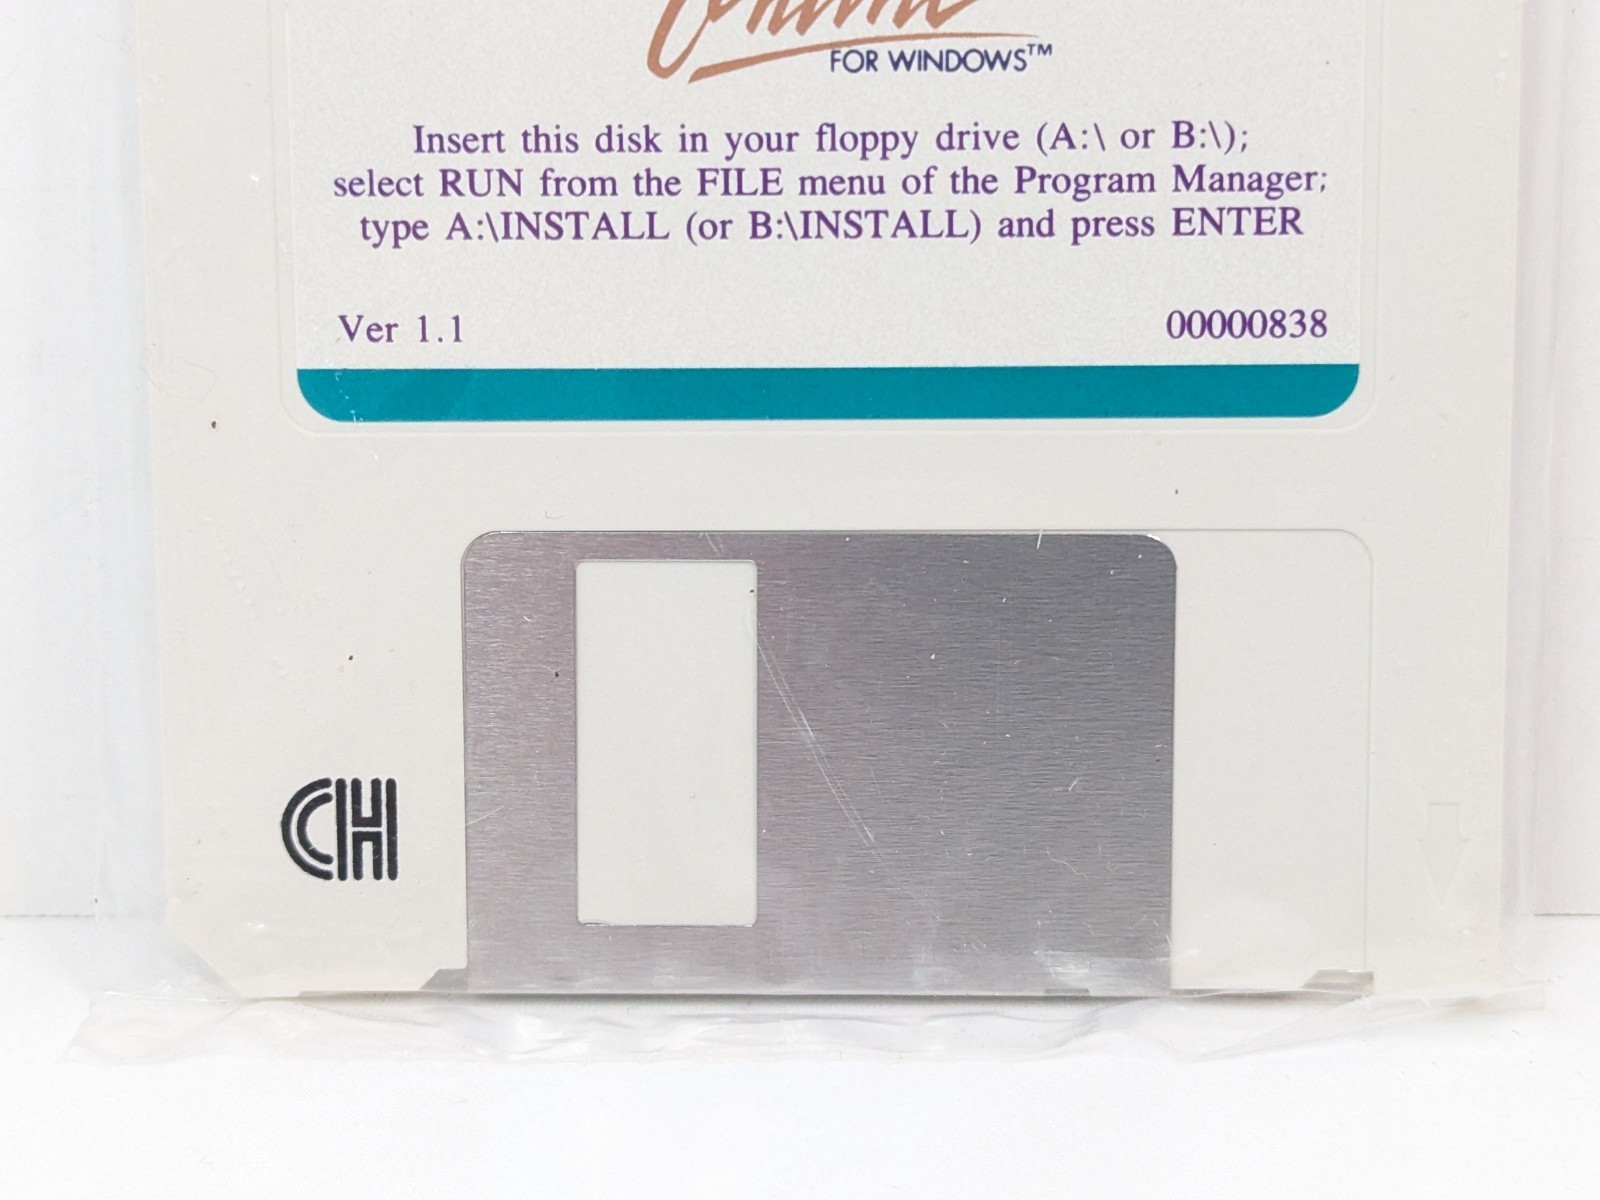 FOR WINDOWS™
Insert this disk in your floppy drive (A:\ or B:\);
select RUN from the FILE menu of the Program Manager;
type A:\INSTALL (or B:\INSTALL) and press ENTER
Ver 1.1
00000838
CH